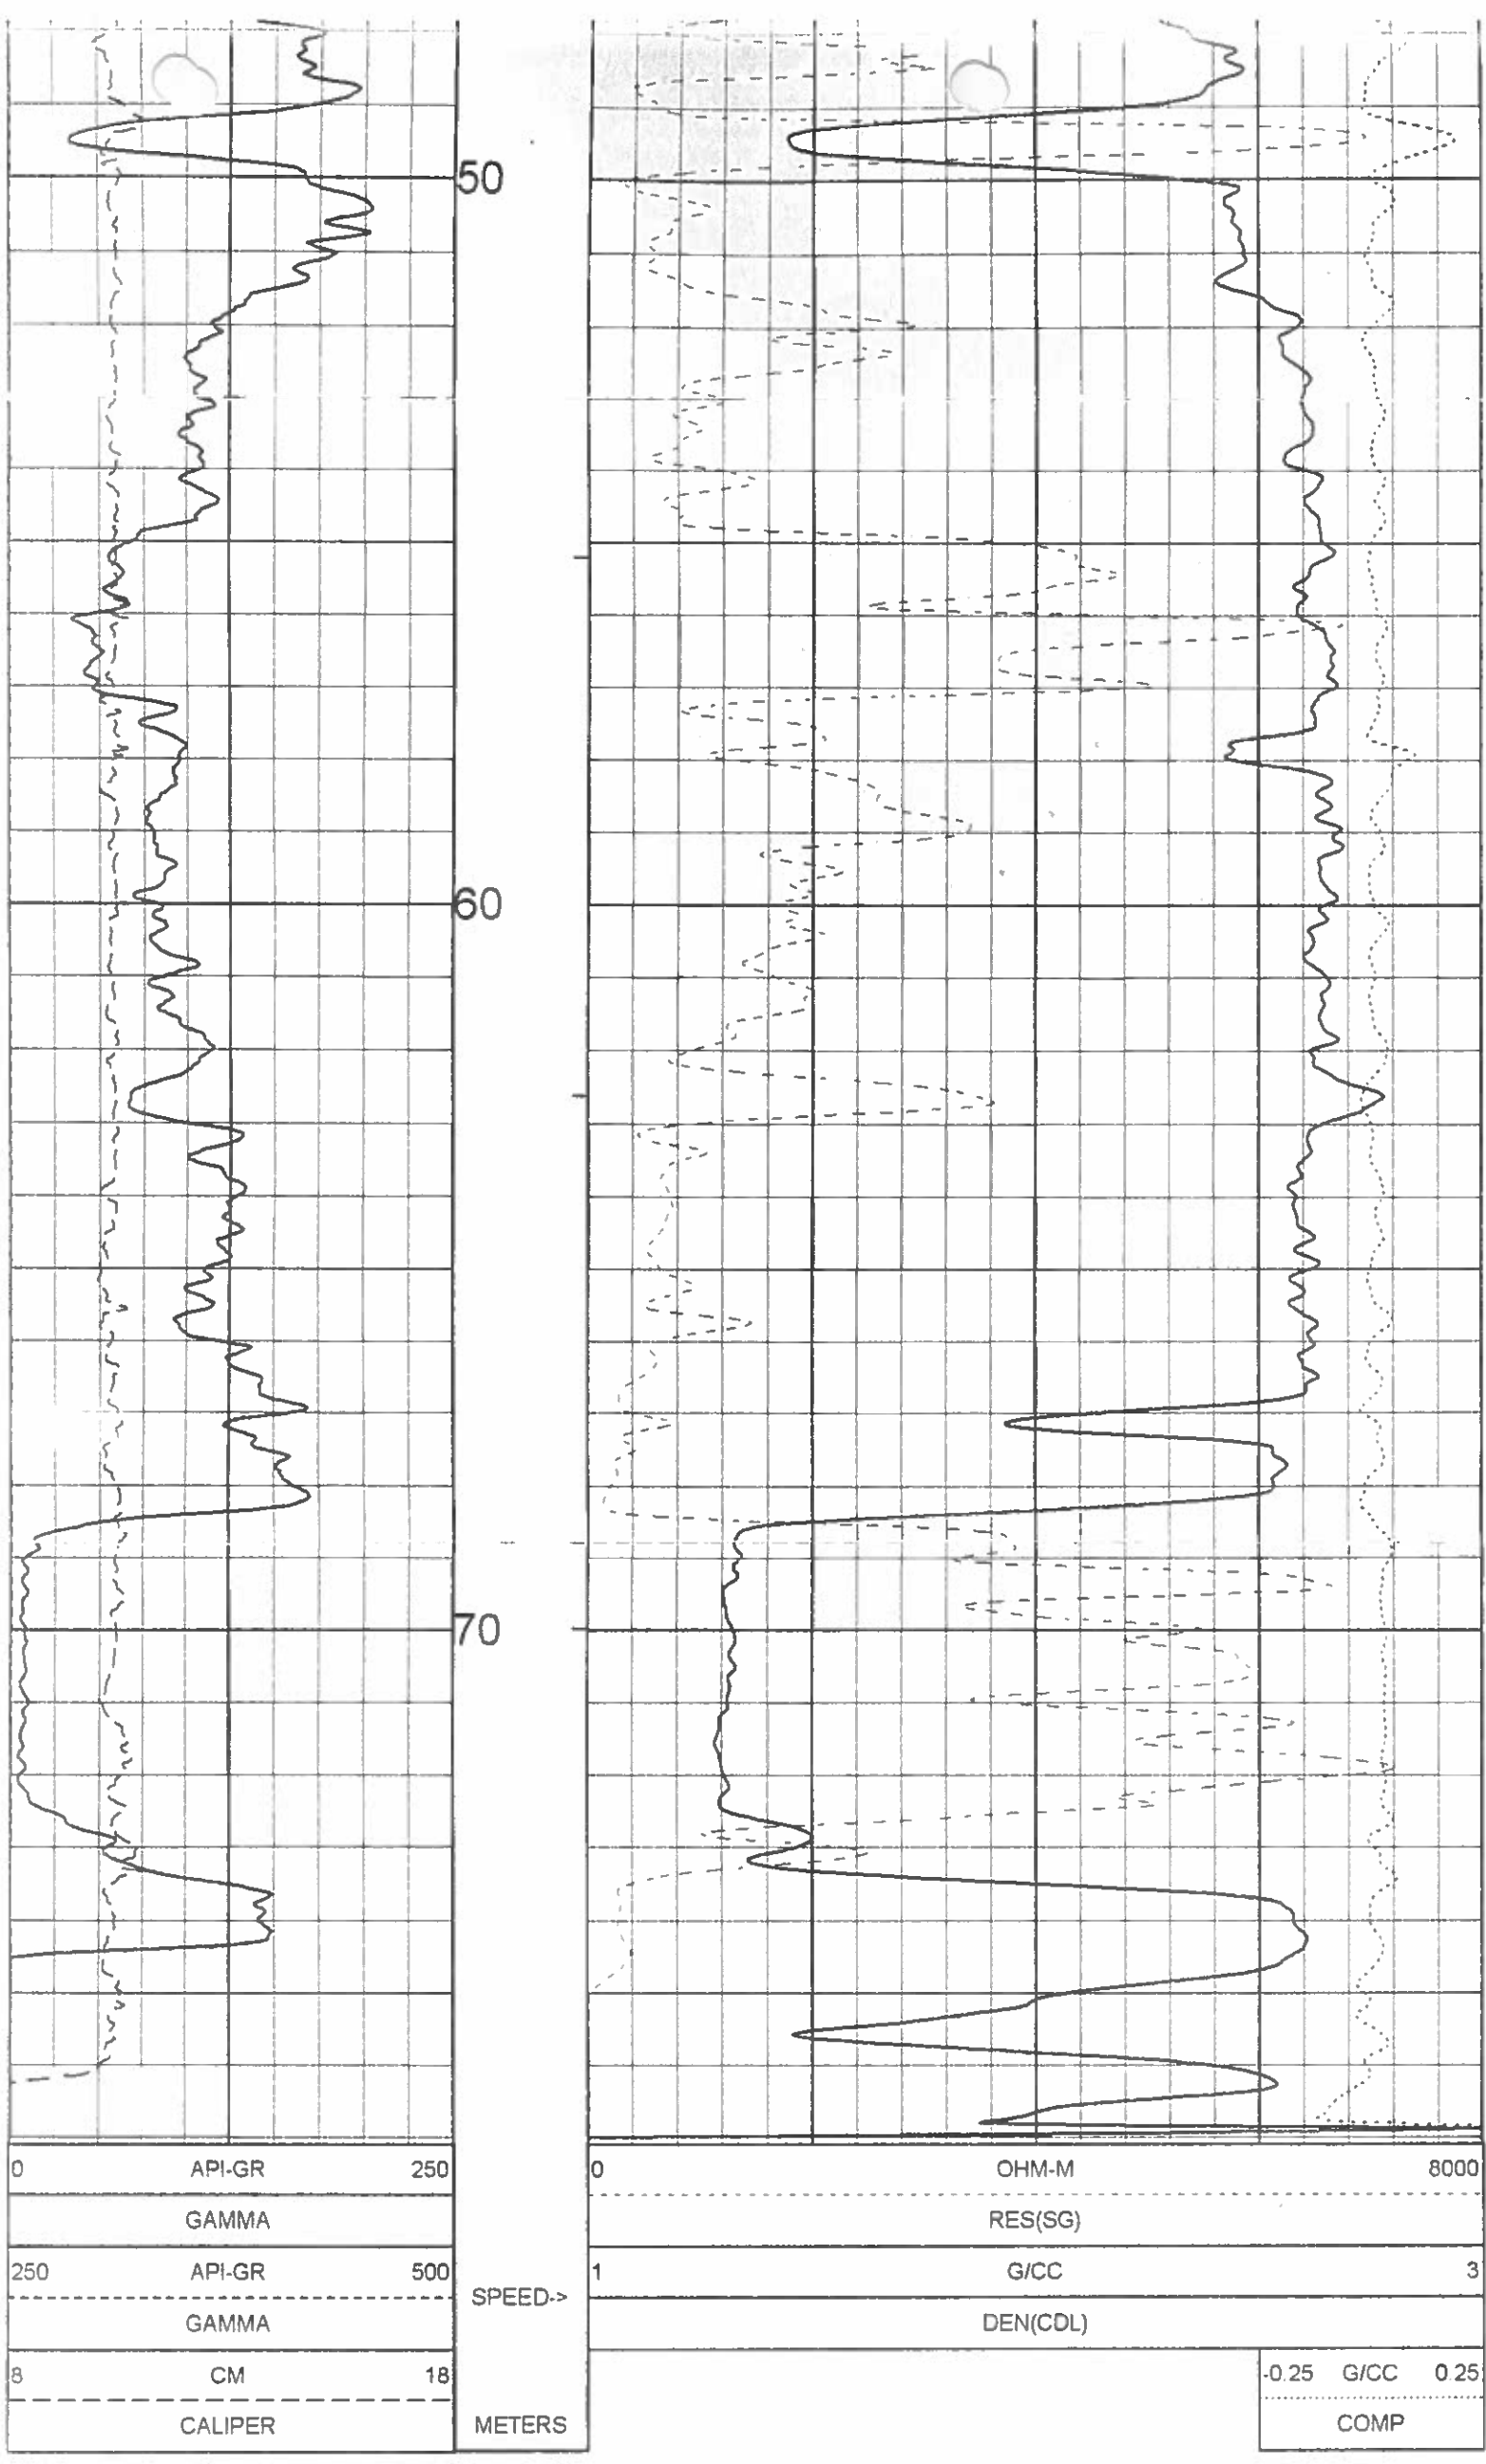 50
60
70
0 API-GR 250
GAMMA
250 API-GR 500
GAMMA
8 CM 18
CALIPER
SPEED->
METERS
0 OHM-M 8000
RES(SG)
1 G/CC 3
DEN(CDL)
-0.25 G/CC 0.25
COMP